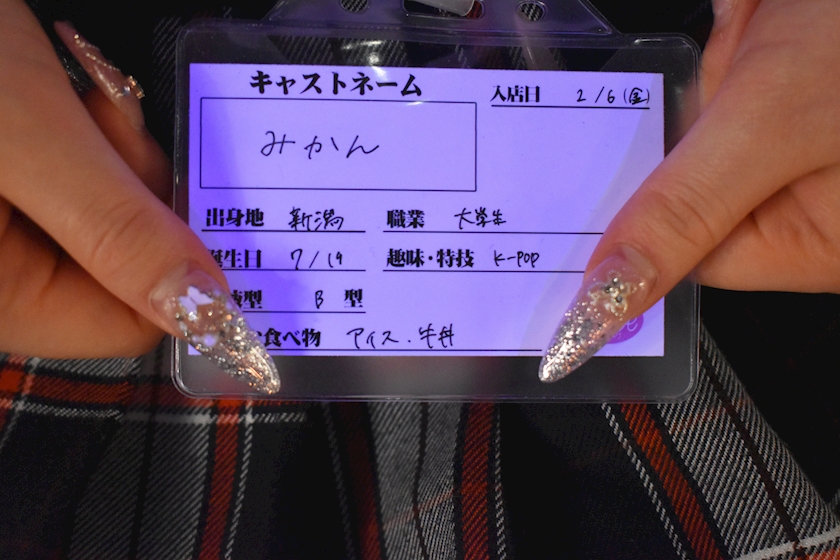 キャストネーム
入店日 2/6(金)
みかん
出身地 新潟
職業 大学生
誕生日 7/19
趣味・特技 K-POP
型 B 型
食べ物 アイス・牛丼